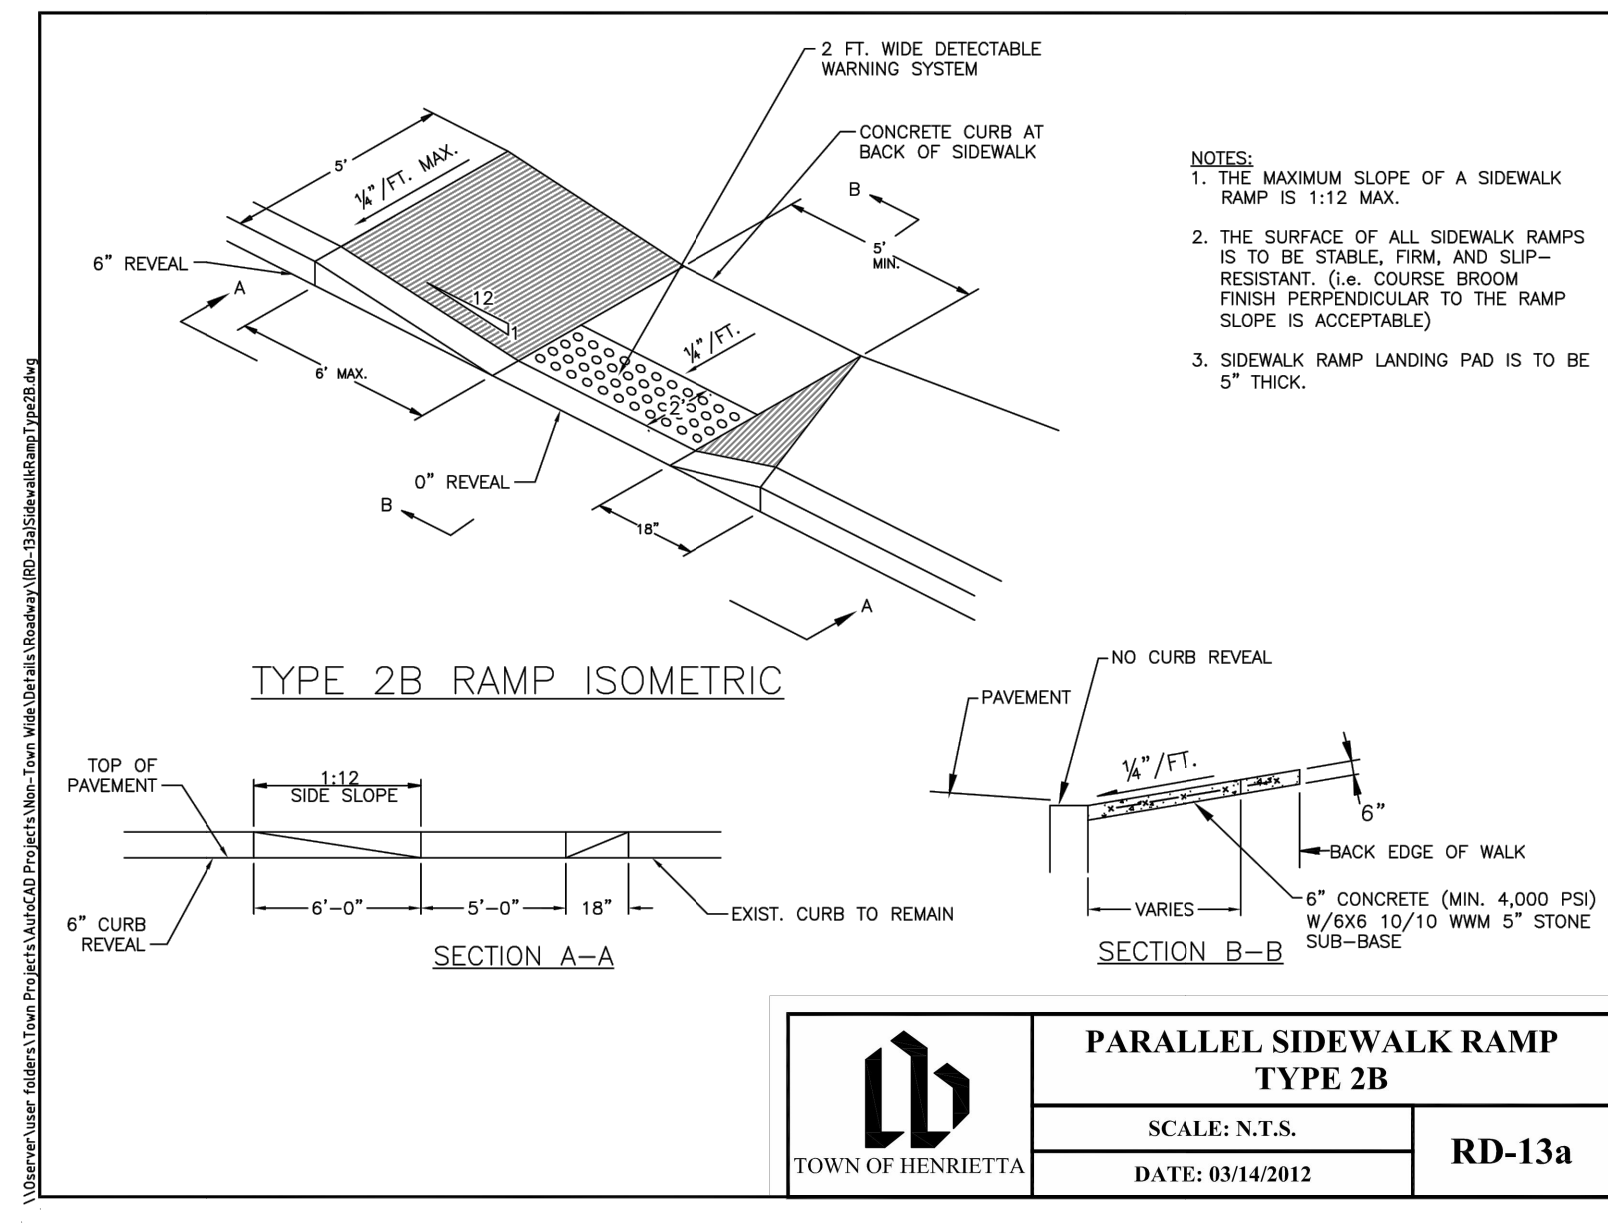 2 FT. WIDE DETECTABLE
WARNING SYSTEM
CONCRETE CURB AT
BACK OF SIDEWALK
5'
1/4"/FT. MAX.
B
5'
MIN.
6" REVEAL
A
12
1
1/4"/FT.
6' MAX.
2'
0" REVEAL
B
18"
A
NOTES:
1. THE MAXIMUM SLOPE OF A SIDEWALK
RAMP IS 1:12 MAX.
2. THE SURFACE OF ALL SIDEWALK RAMPS
IS TO BE STABLE, FIRM, AND SLIP-
RESISTANT. (i.e. COURSE BROOM
FINISH PERPENDICULAR TO THE RAMP
SLOPE IS ACCEPTABLE)
3. SIDEWALK RAMP LANDING PAD IS TO BE
5" THICK.
TYPE 2B RAMP ISOMETRIC
TOP OF
PAVEMENT
1:12
SIDE SLOPE
6'-0"
5'-0"
18"
6" CURB
REVEAL
EXIST. CURB TO REMAIN
SECTION A-A
NO CURB REVEAL
PAVEMENT
1/4"/FT.
6"
BACK EDGE OF WALK
VARIES
6" CONCRETE (MIN. 4,000 PSI)
W/6X6 10/10 WWM 5" STONE
SUB-BASE
SECTION B-B
\\0server\user folders\Town Projects\AutoCAD Projects\Non-Town Wide\Details\Roadway\(RD-13a)SidewalkRampType2B.dwg
TOWN OF HENRIETTA
PARALLEL SIDEWALK RAMP
TYPE 2B
SCALE: N.T.S.
DATE: 03/14/2012
RD-13a